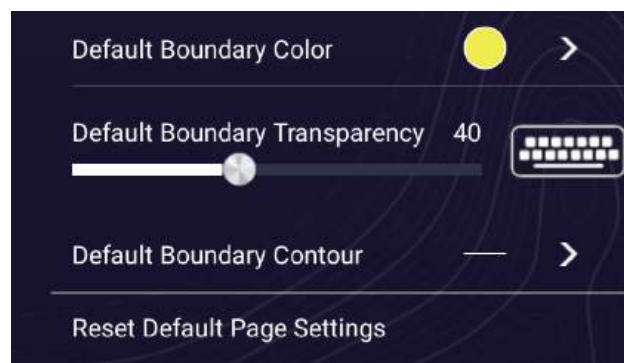 Default Boundary Color
Default Boundary Transparency 40
Default Boundary Contour
Reset Default Page Settings